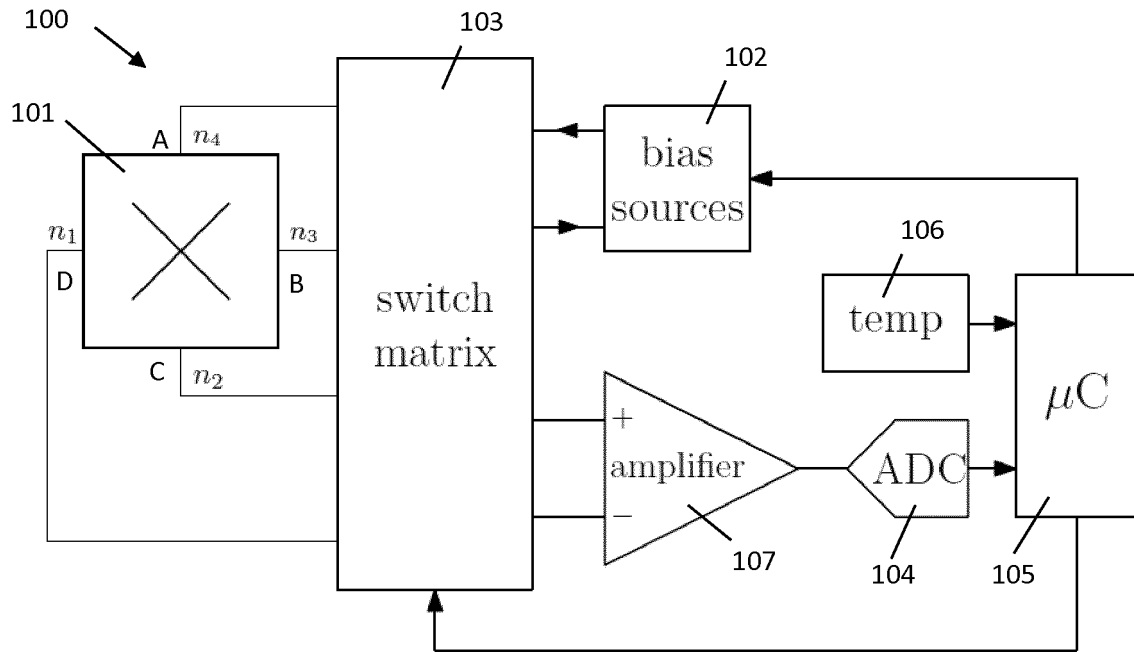 100
103
102
101
A
n₄
bias
sources
n₁
n₃
D
B
106
switch
matrix
temp
C
n₂
μC
+
amplifier
ADC
−
107
104
105